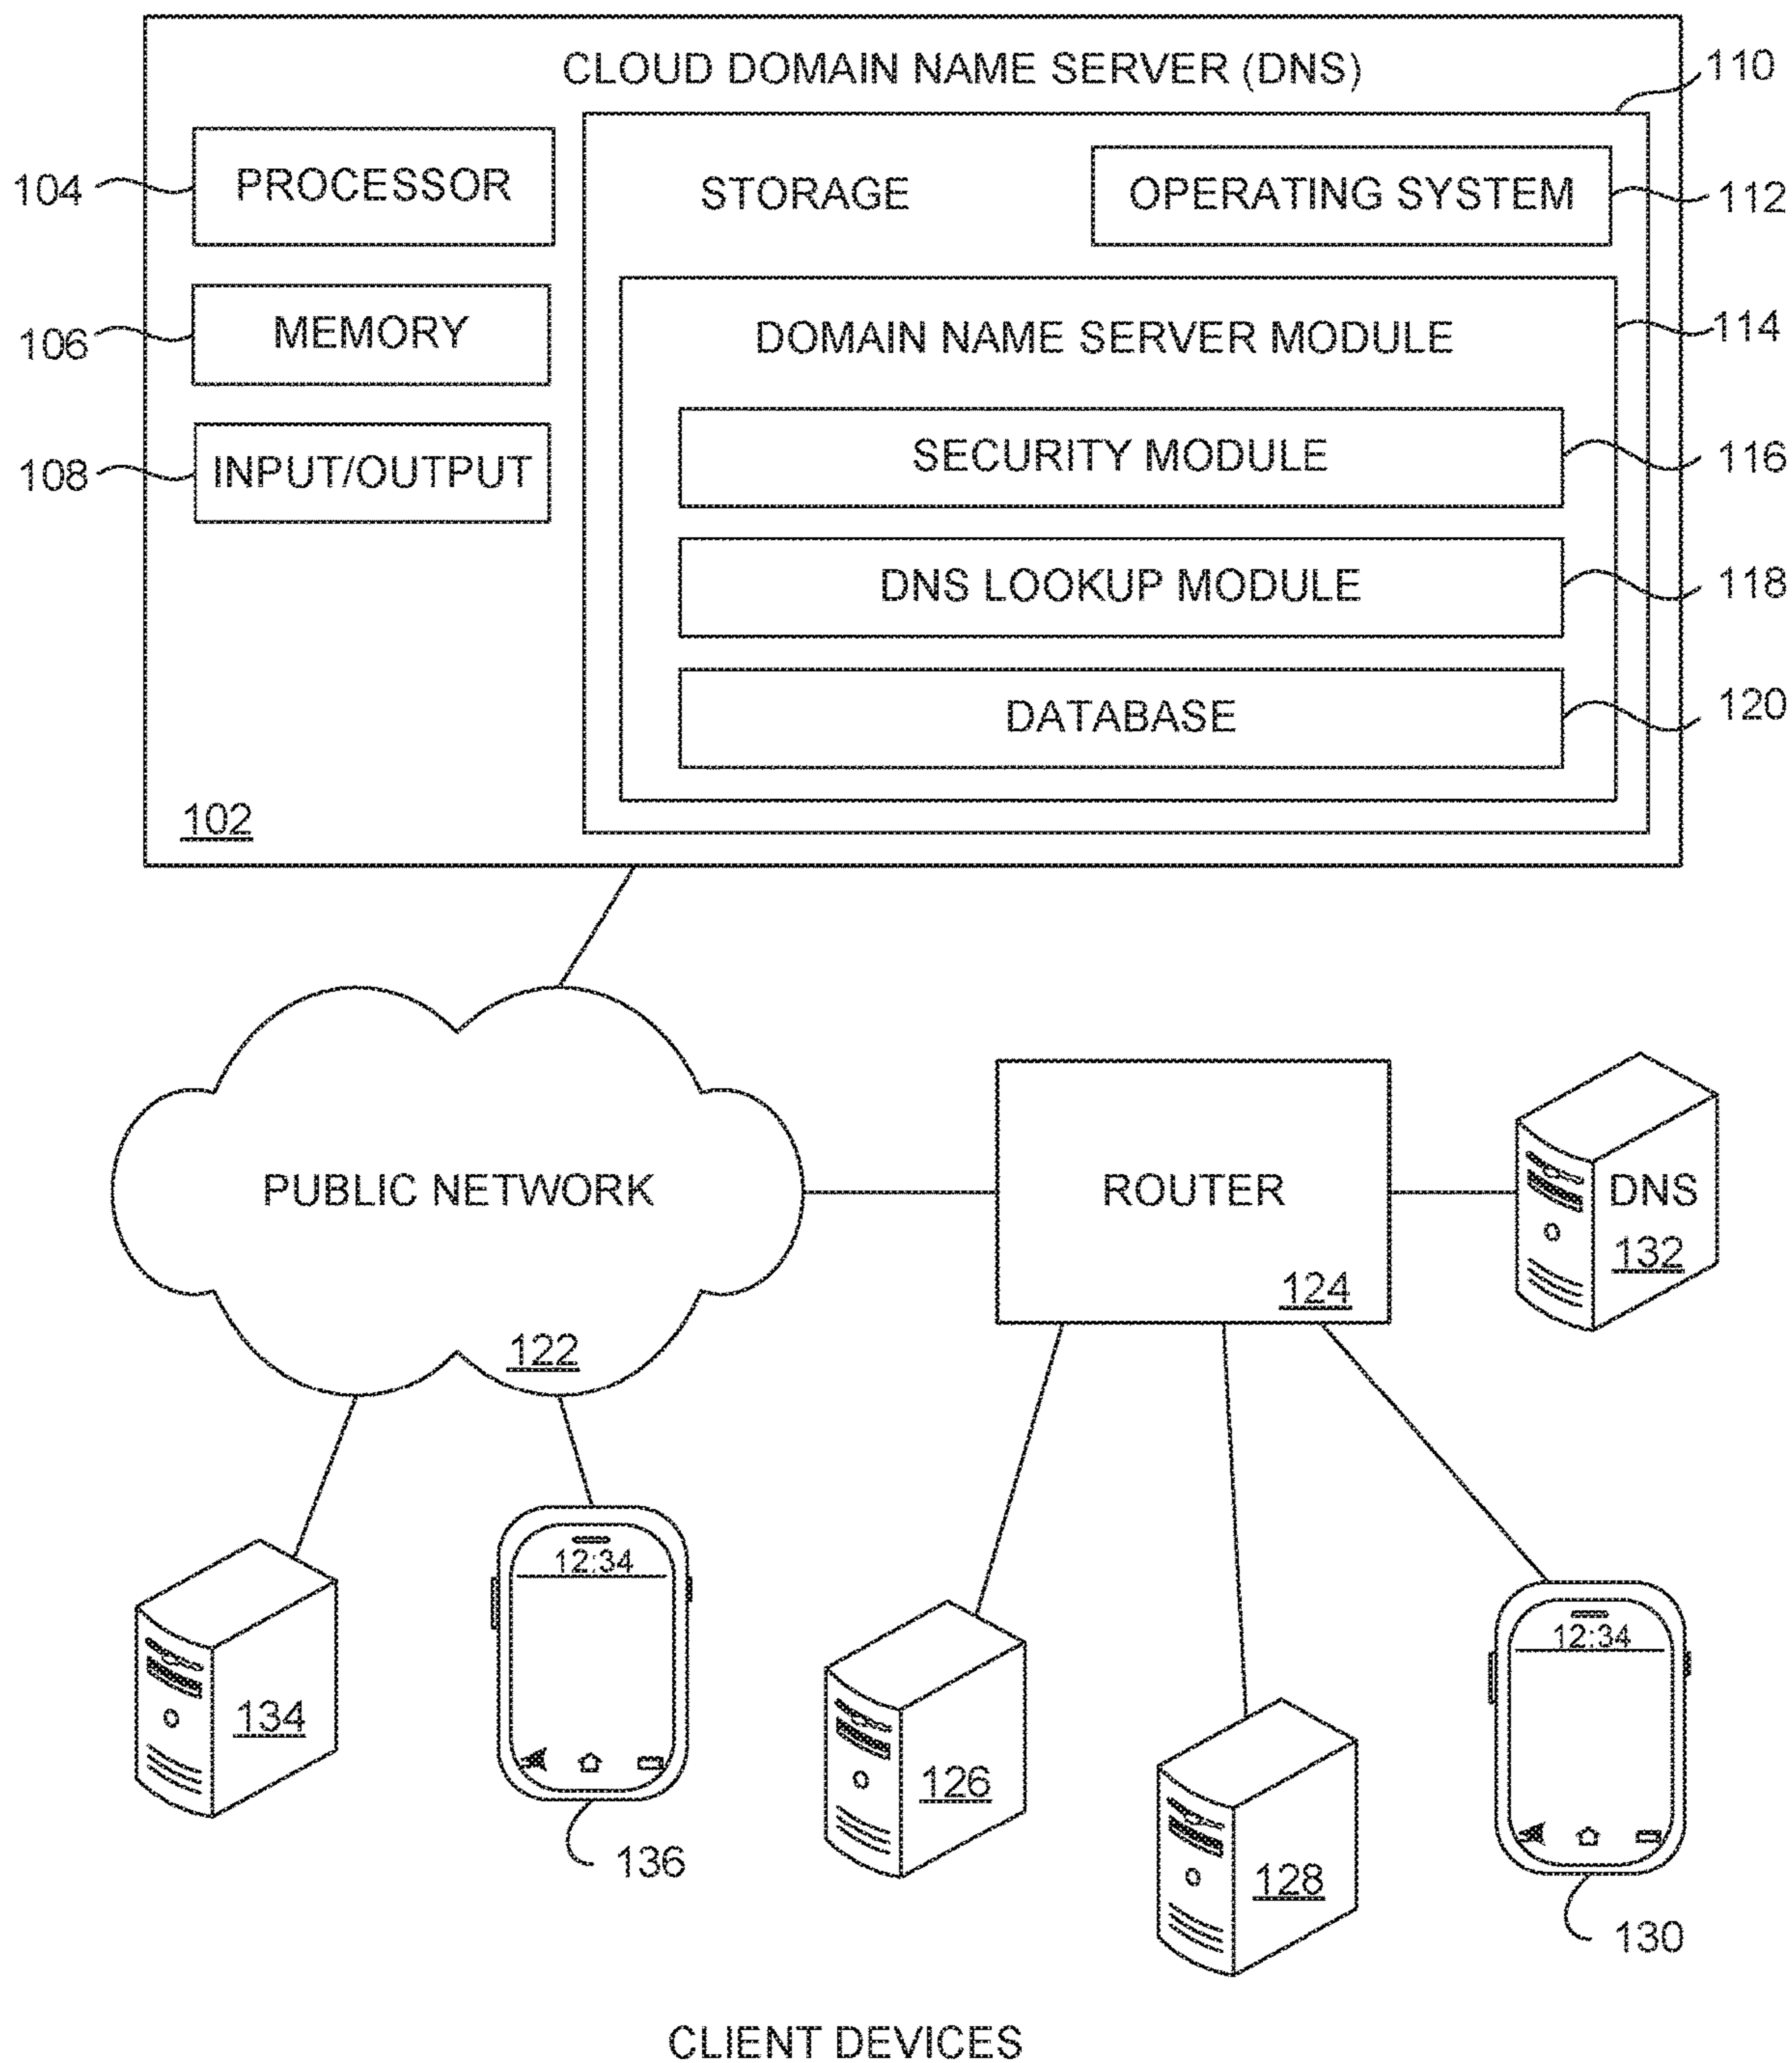 CLOUD DOMAIN NAME SERVER (DNS)
110
104
PROCESSOR
STORAGE
OPERATING SYSTEM
112
106
MEMORY
DOMAIN NAME SERVER MODULE
114
108
INPUT/OUTPUT
SECURITY MODULE
116
DNS LOOKUP MODULE
118
DATABASE
120
102
PUBLIC NETWORK
122
ROUTER
124
DNS
132
12:34
12:34
134
126
128
136
130
CLIENT DEVICES